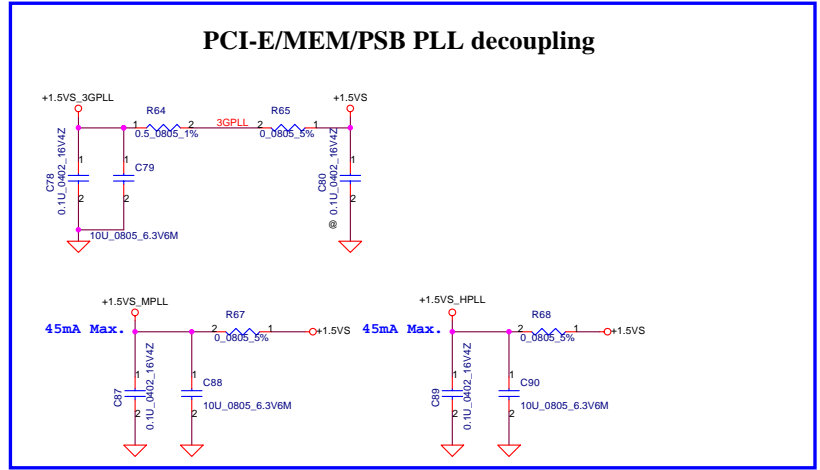 PCI-E/MEM/PSB PLL decoupling
+1.5VS_3GPLL
+1.5VS
R64
R65
1
2
3GPLL
2
1
0.5_0805_1%
0_0805_5%
C78
0.1U_0402_16V4Z
1
2
1
C79
2
10U_0805_6.3V6M
C80
0.1U_0402_16V4Z
@
1
2
+1.5VS_MPLL
45mA Max.
R67
2
1
+1.5VS
0_0805_5%
C87
0.1U_0402_16V4Z
1
2
1
C88
10U_0805_6.3V6M
2
+1.5VS_HPLL
45mA Max.
R68
2
1
+1.5VS
0_0805_5%
C89
0.1U_0402_16V4Z
1
2
1
C90
10U_0805_6.3V6M
2